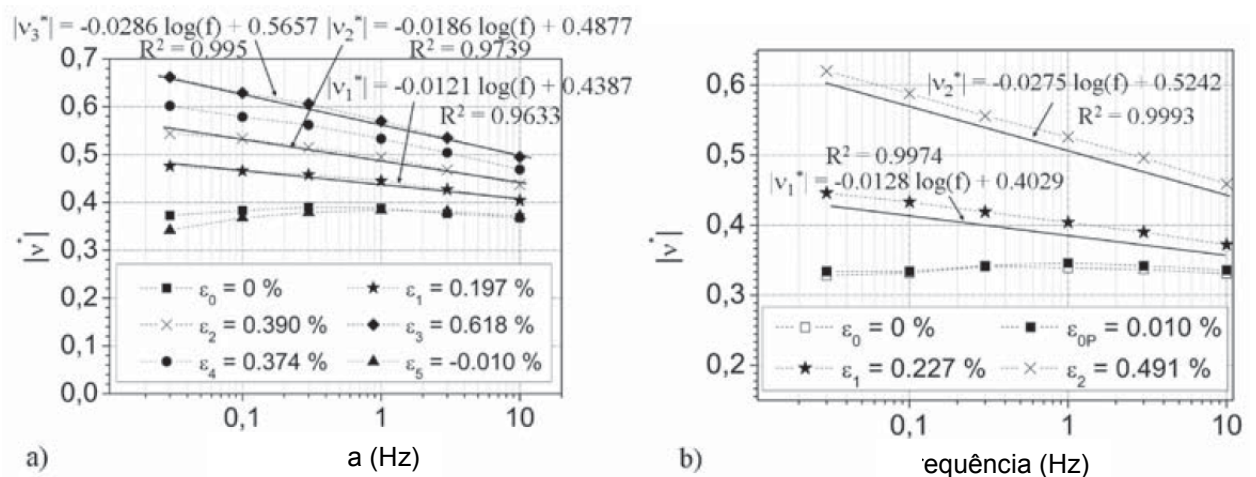 |ν₃*| = -0.0286 log(f) + 0.5657
R² = 0.995
|ν₂*| = -0.0186 log(f) + 0.4877
R² = 0.9739
|ν₁*| = -0.0121 log(f) + 0.4387
R² = 0.9633
0,7
0,6
0,5
0,4
0,3
0,2
0,1
0,0
|ν*|
ε₀ = 0 %
ε₁ = 0.197 %
ε₂ = 0.390 %
ε₃ = 0.618 %
ε₄ = 0.374 %
ε₅ = -0.010 %
0,1 1 10
a) a (Hz)
|ν₂*| = -0.0275 log(f) + 0.5242
R² = 0.9993
R² = 0.9974
|ν₁*| = -0.0128 log(f) + 0.4029
0,6
0,5
0,4
0,3
0,2
|ν*|
ε₀ = 0 %
ε₀P = 0.010 %
ε₁ = 0.227 %
ε₂ = 0.491 %
0,1 1 10
b) equência (Hz)